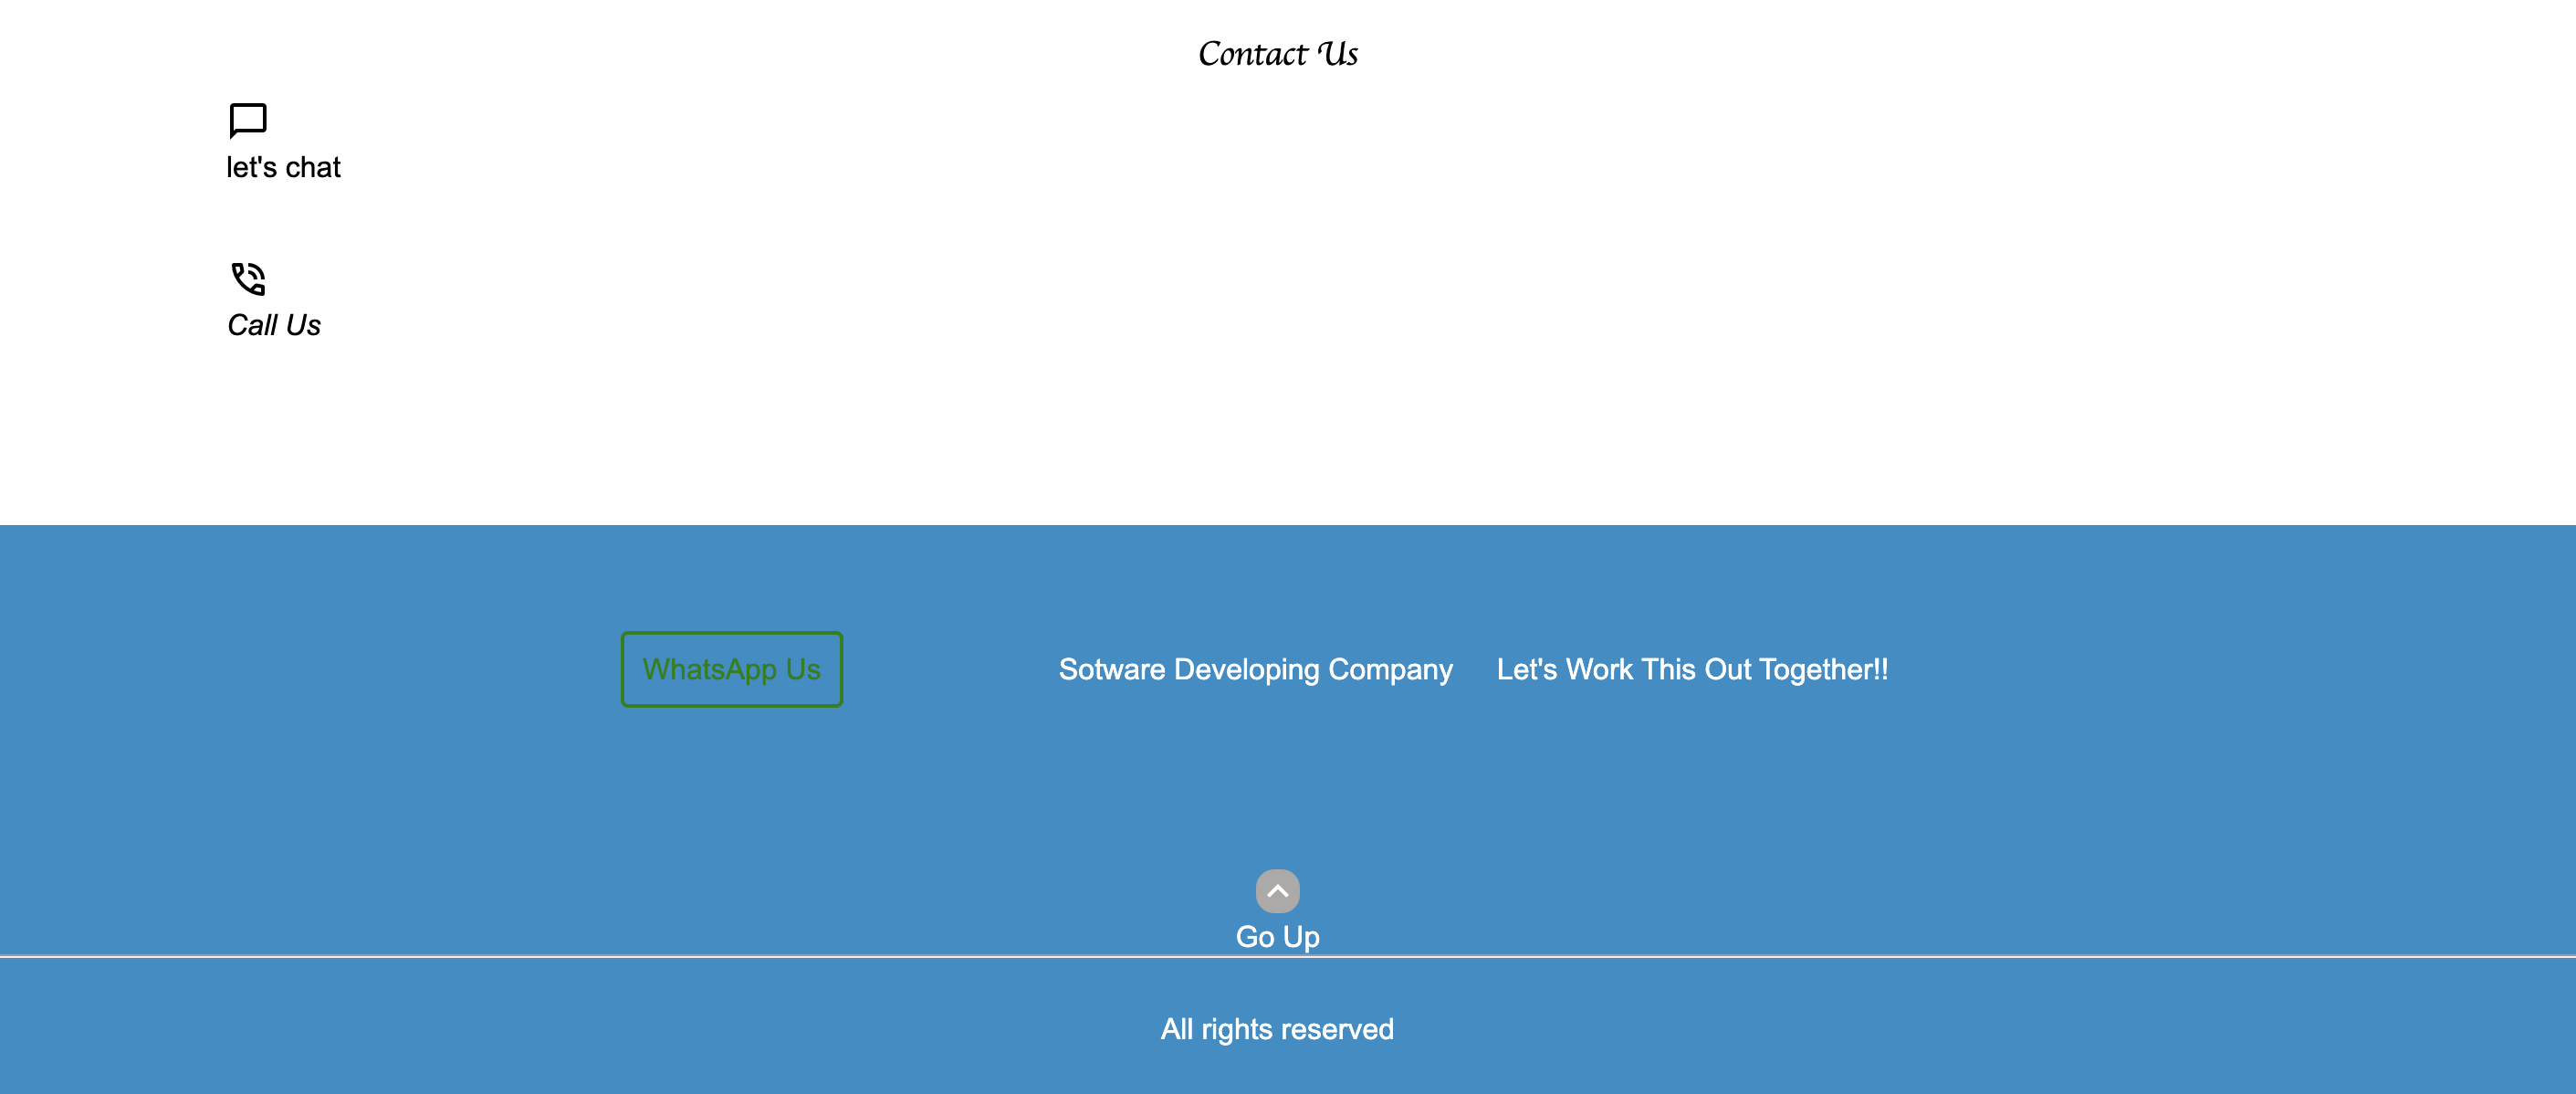 Contact Us
let's chat
Call Us
WhatsApp Us
Sotware Developing Company
Let's Work This Out Together!!
Go Up
All rights reserved